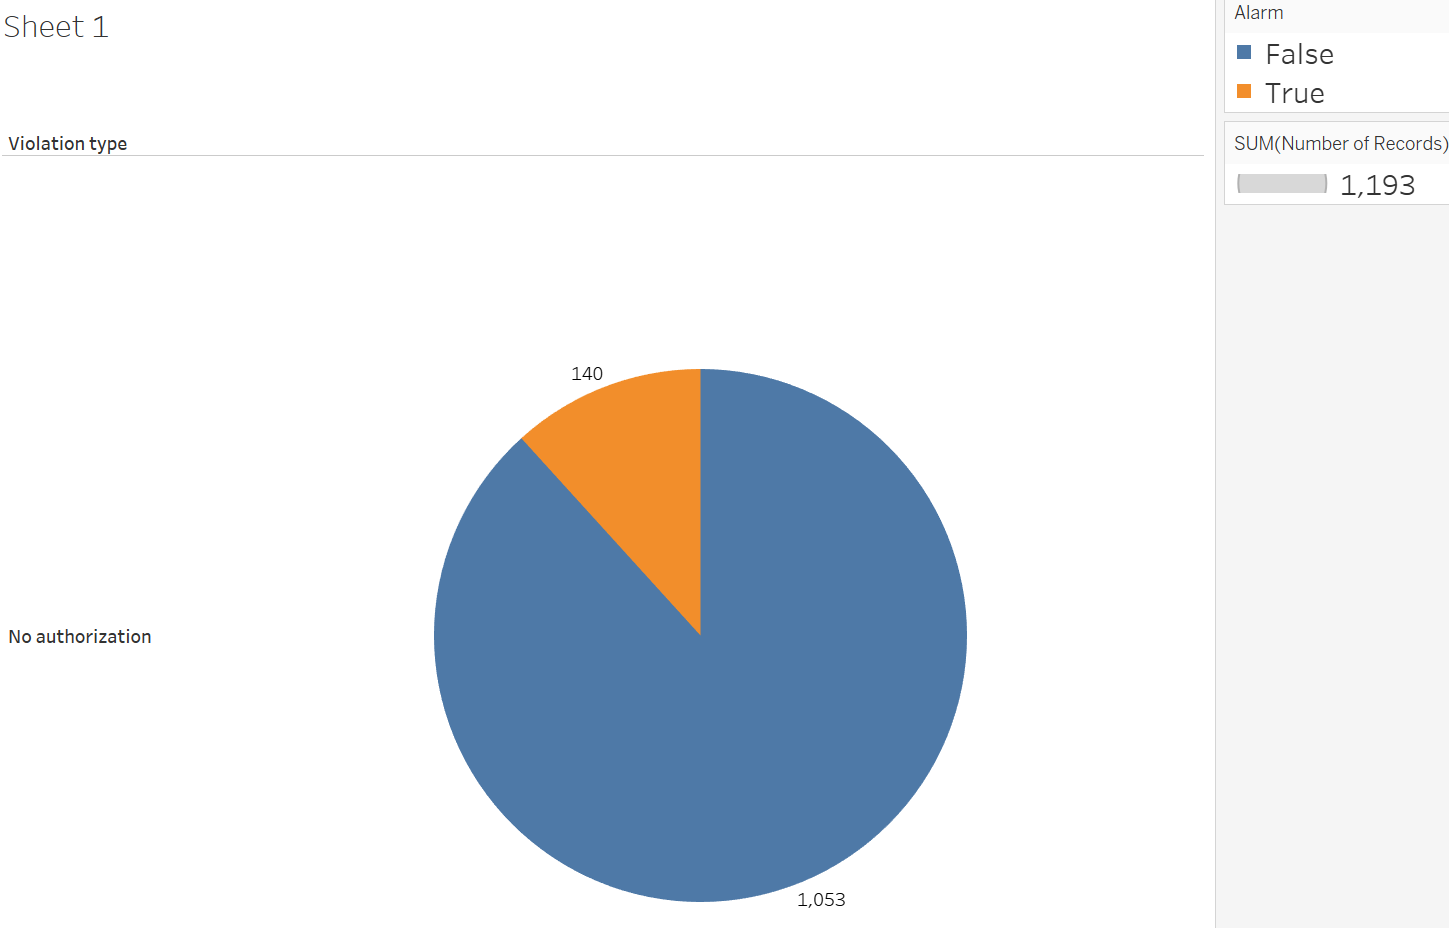 Sheet 1
Violation type
No authorization
140
1,053
Alarm
False
True
SUM(Number of Records)
1,193